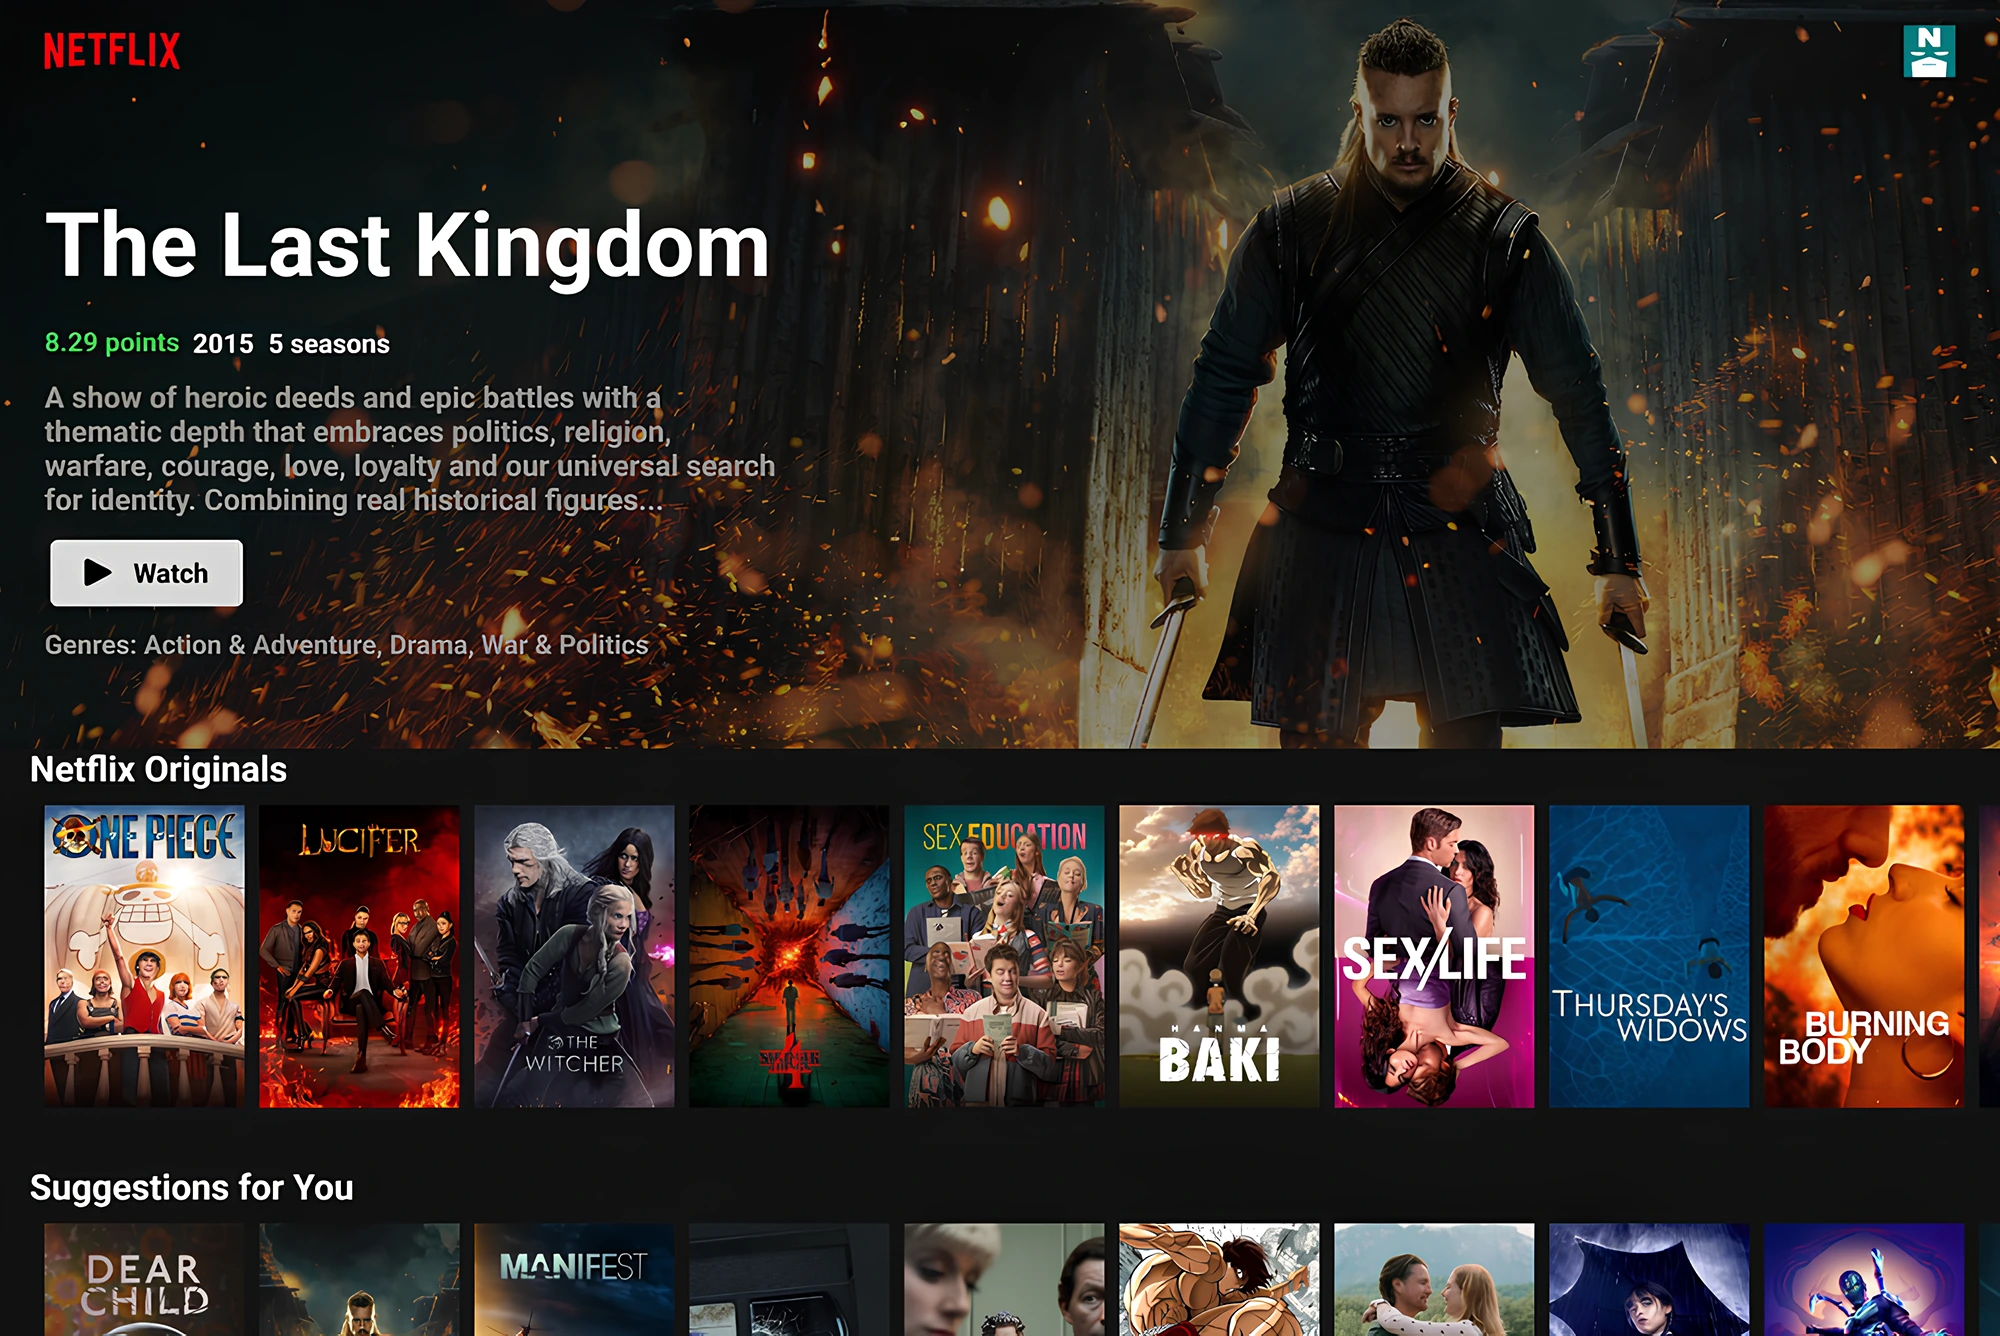 NETFLIX
N
The Last Kingdom
8.29 points 2015 5 seasons
A show of heroic deeds and epic battles with a
thematic depth that embraces politics, religion,
warfare, courage, love, loyalty and our universal search
for identity. Combining real historical figures...
Watch
Genres: Action & Adventure, Drama, War & Politics
Netflix Originals
ONE PIECE
LUCIFER
THE
WITCHER
STRANGER
THINGS
4
SEX EDUCATION
HANMA
BAKI
SEX/LIFE
THURSDAY'S
WIDOWS
BURNING
BODY
Suggestions for You
DEAR
CHILD
MANIFEST